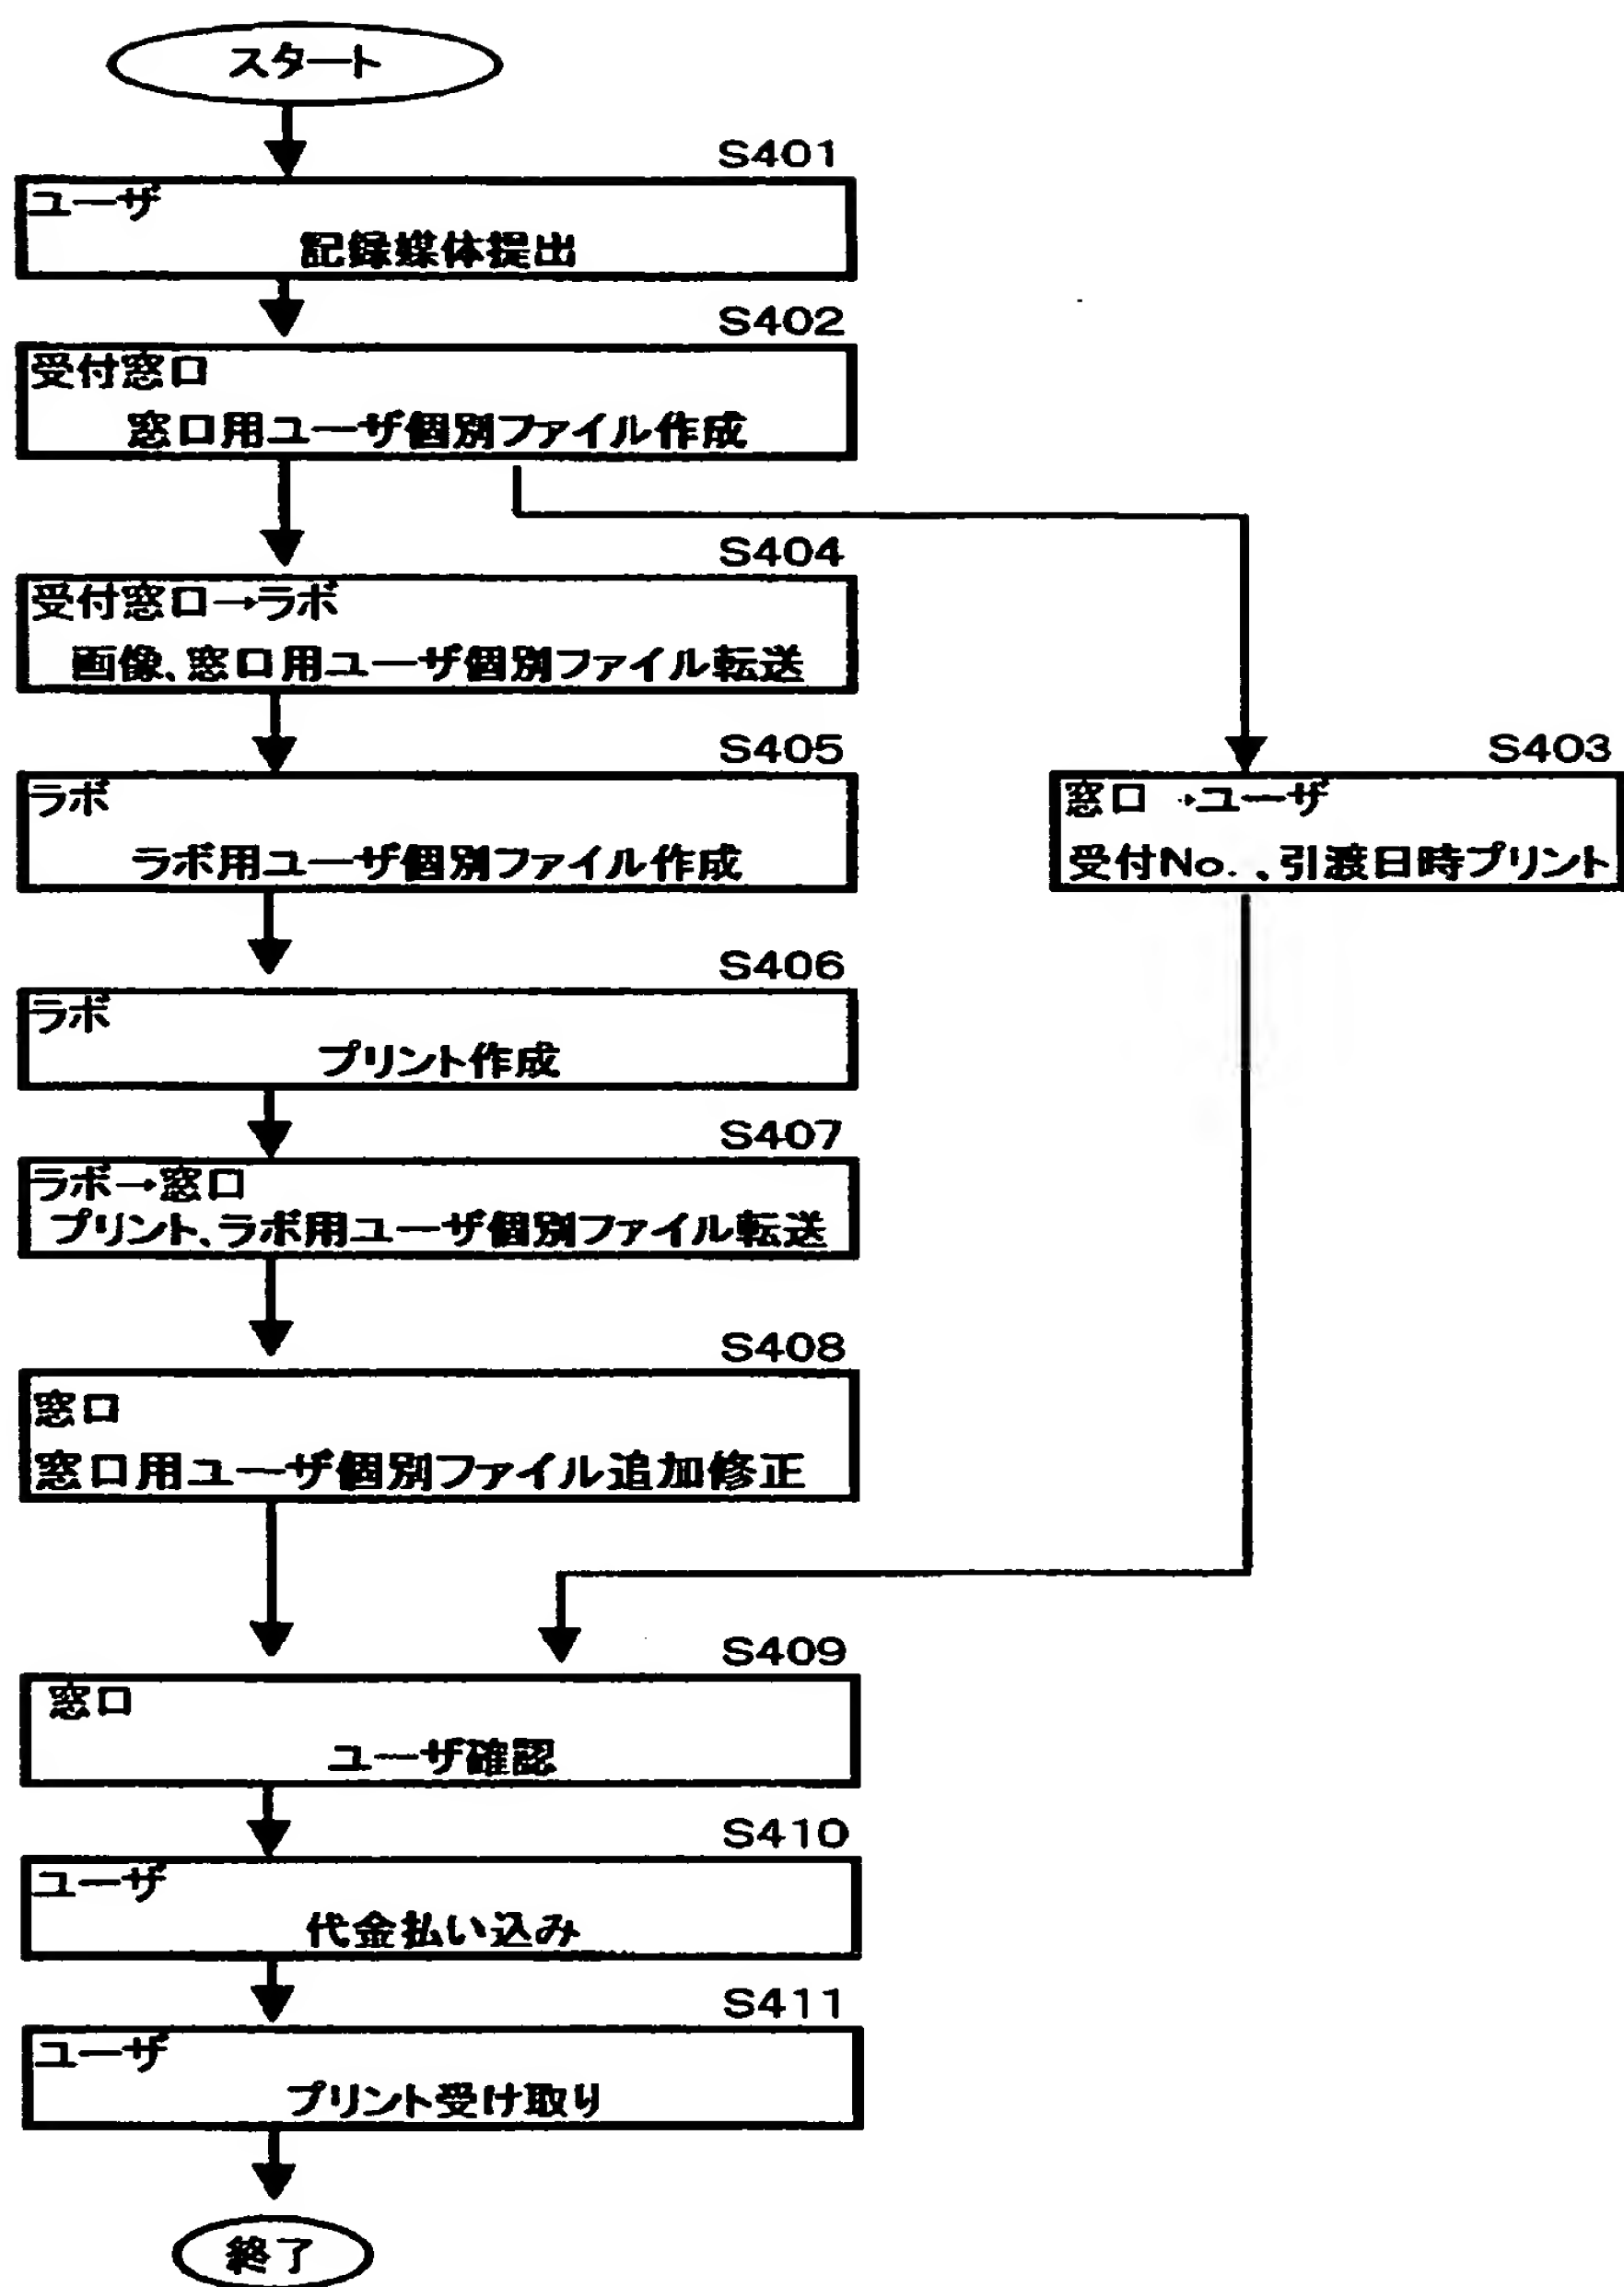 スタート
S401
ユーザ
記録媒体提出
S402
受付窓口
窓口用ユーザ個別ファイル作成
S404
受付窓口→ラボ
画像、窓口用ユーザ個別ファイル転送
S405
ラボ
ラボ用ユーザ個別ファイル作成
S403
窓口→ユーザ
受付No.、引渡日時プリント
S406
ラボ
プリント作成
S407
ラボ→窓口
プリント、ラボ用ユーザ個別ファイル転送
S408
窓口
窓口用ユーザ個別ファイル追加修正
S409
窓口
ユーザ確認
S410
ユーザ
代金払い込み
S411
ユーザ
プリント受け取り
終了